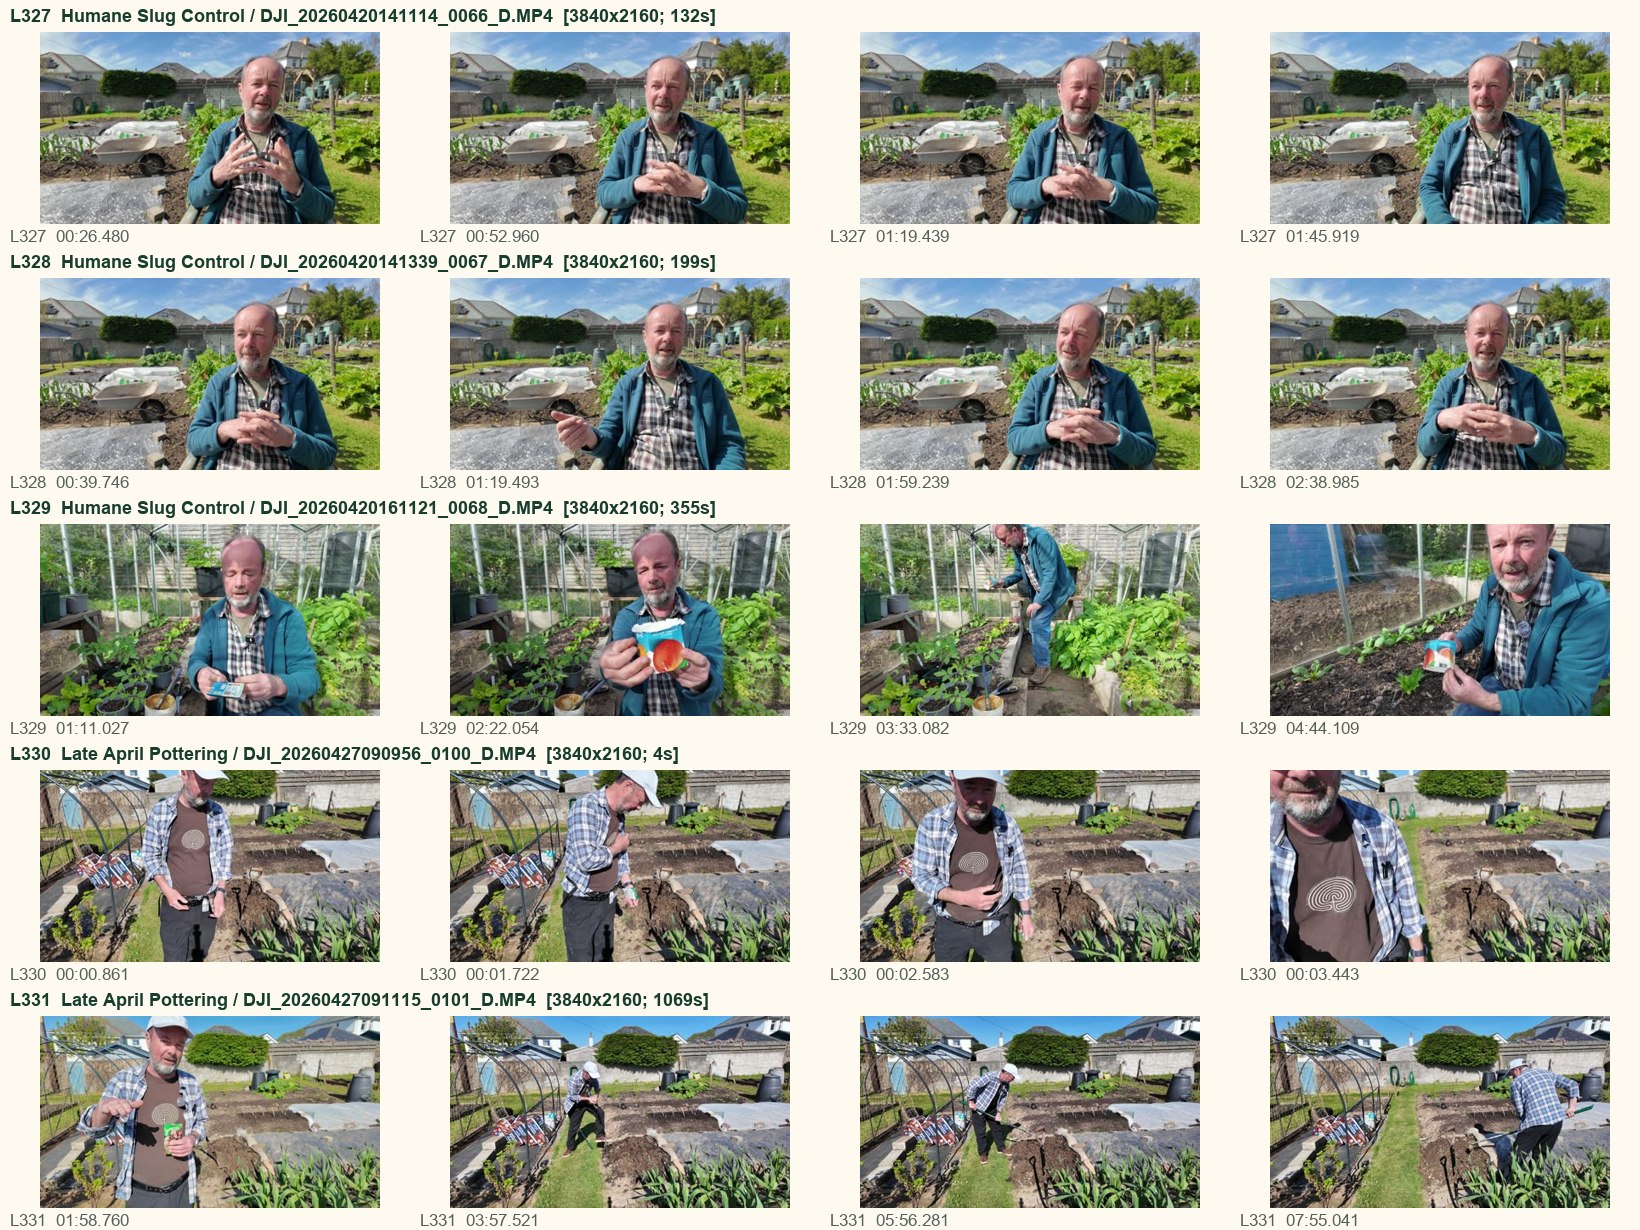 L327 Humane Slug Control / DJI_20260420141114_0066_D.MP4 [3840x2160; 132s]
L327 00:26.480
L327 00:52.960
L327 01:19.439
L327 01:45.919
L328 Humane Slug Control / DJI_20260420141339_0067_D.MP4 [3840x2160; 199s]
L328 00:39.746
L328 01:19.493
L328 01:59.239
L328 02:38.985
L329 Humane Slug Control / DJI_20260420161121_0068_D.MP4 [3840x2160; 355s]
L329 01:11.027
L329 02:22.054
L329 03:33.082
L329 04:44.109
L330 Late April Pottering / DJI_20260427090956_0100_D.MP4 [3840x2160; 4s]
L330 00:00.861
L330 00:01.722
L330 00:02.583
L330 00:03.443
L331 Late April Pottering / DJI_20260427091115_0101_D.MP4 [3840x2160; 1069s]
L331 01:58.760
L331 03:57.521
L331 05:56.281
L331 07:55.041